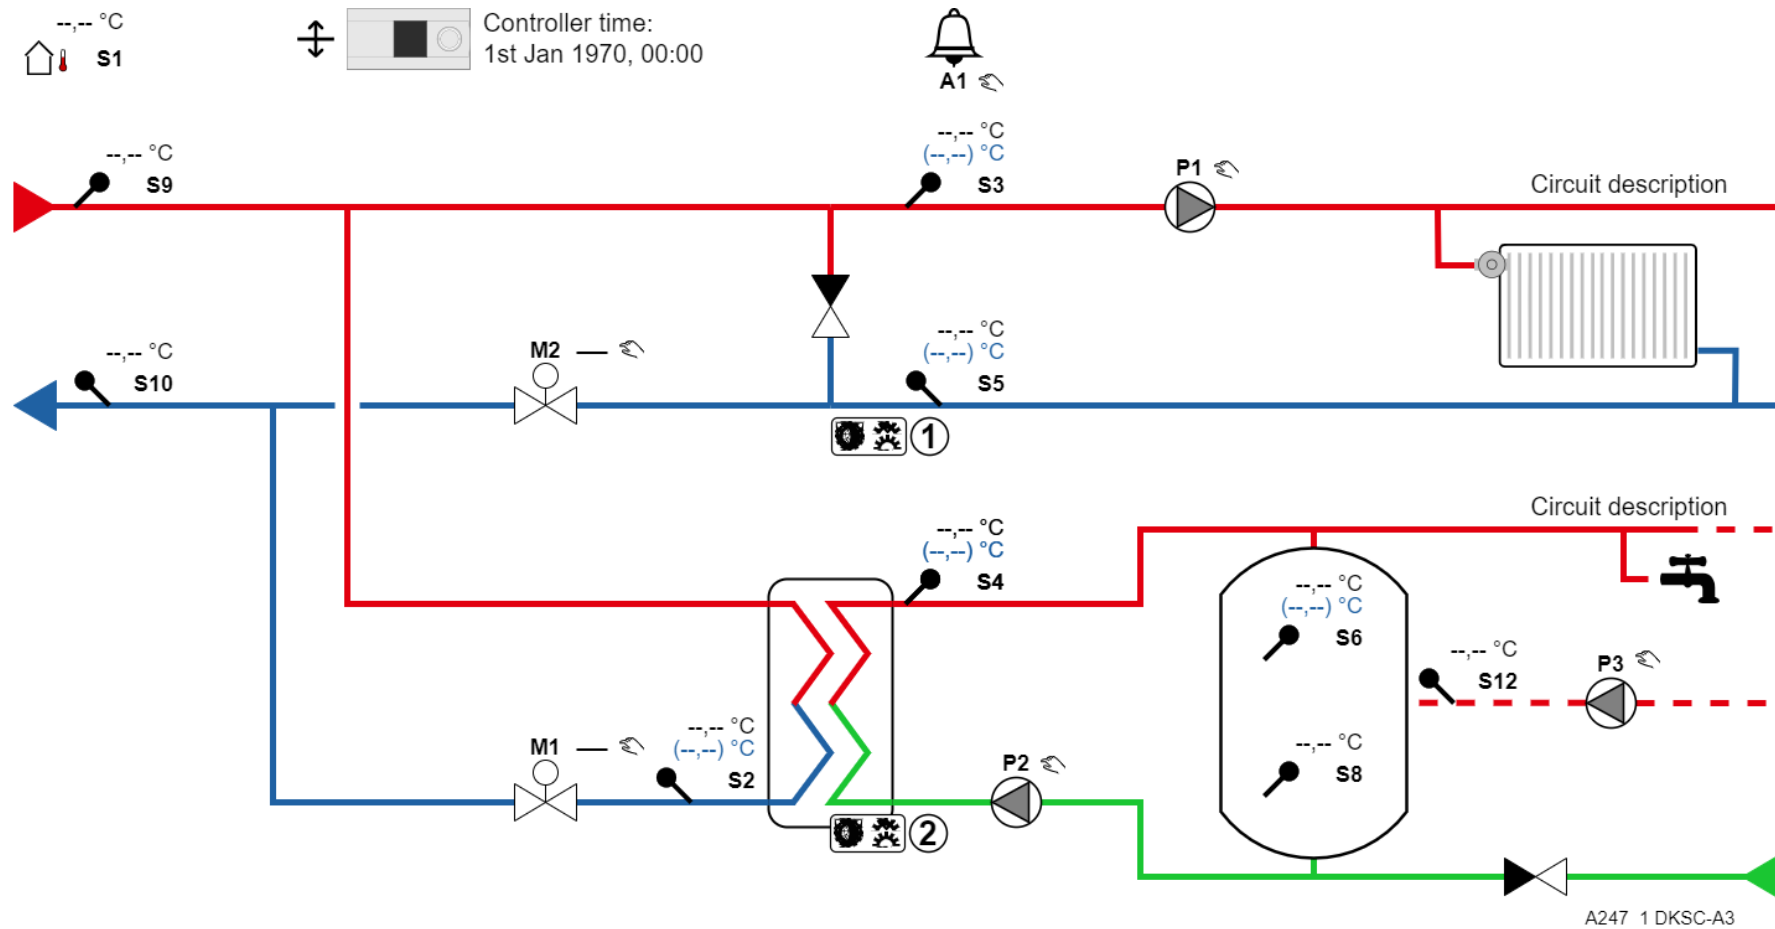 --,-- °C
S1
Controller time:
1st Jan 1970, 00:00
A1
--,-- °C
S9
--,-- °C
(--,--) °C
S3
P1
Circuit description
--,-- °C
S10
M2 —
--,-- °C
(--,--) °C
S5
1
Circuit description
--,-- °C
(--,--) °C
S4
--,-- °C
(--,--) °C
S6
--,-- °C
S12
P3
M1 —
--,-- °C
(--,--) °C
S2
P2
--,-- °C
S8
2
A247 1 DKSC-A3